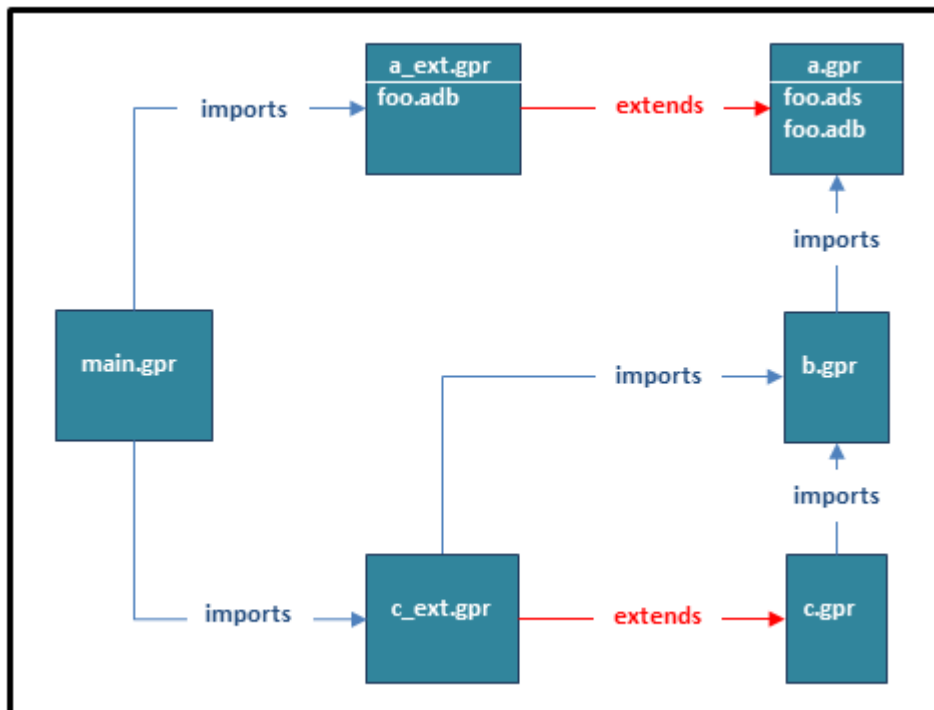 a_ext.gpr
foo.adb
a.gpr
foo.ads
foo.adb
imports
extends
imports
main.gpr
imports
b.gpr
imports
imports
c_ext.gpr
extends
c.gpr